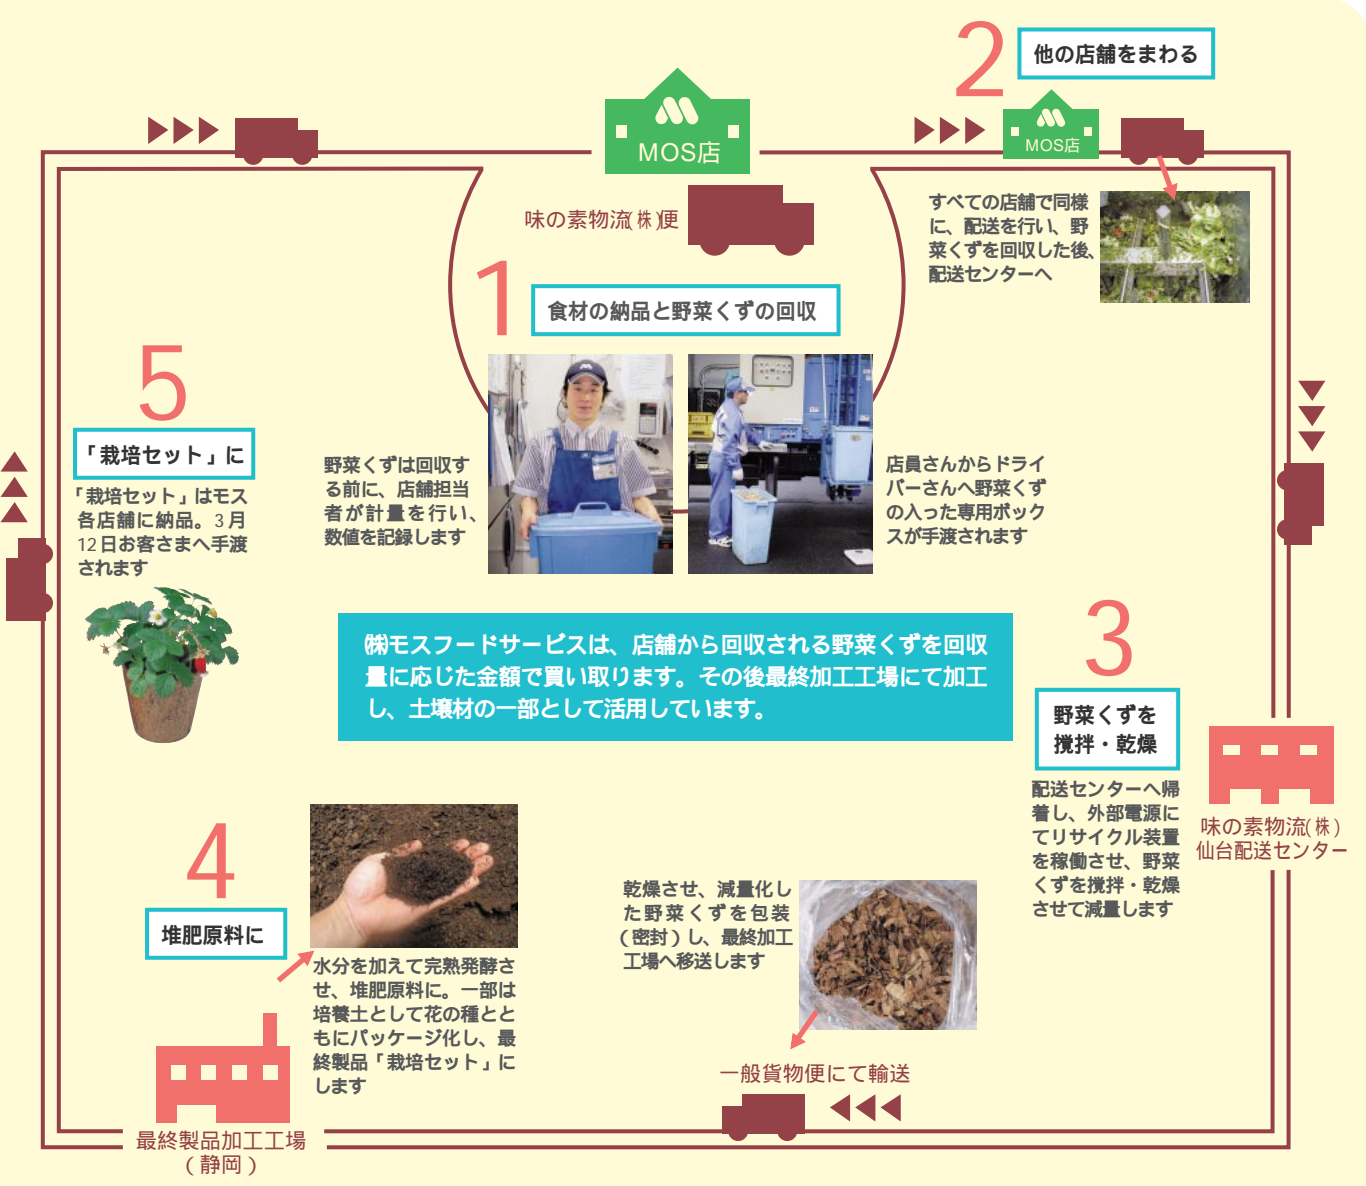 MOS店
味の素物流(株)便
1
食材の納品と野菜くずの回収
野菜くずは回収す
る前に、店舗担当
者が計量を行い、
数値を記録します
店員さんからドライ
バーさんへ野菜くず
の入った専用ボック
スが手渡されます
2
他の店舗をまわる
MOS店
すべての店舗で同様
に、配送を行い、野
菜くずを回収した後、
配送センターへ
㈱モスフードサービスは、店舗から回収される野菜くずを回収
量に応じた金額で買い取ります。その後最終加工工場にて加工
し、土壌材の一部として活用しています。
3
野菜くずを
撹拌・乾燥
配送センターへ帰
着し、外部電源に
てリサイクル装置
を稼働させ、野菜
くずを撹拌・乾燥
させて減量します
味の素物流(株)
仙台配送センター
乾燥させ、減量化し
た野菜くずを包装
（密封）し、最終加工
工場へ移送します
一般貨物便にて輸送
4
堆肥原料に
水分を加えて完熟発酵さ
せ、堆肥原料に。一部は
培養土として花の種とと
もにパッケージ化し、最
終製品「栽培セット」に
します
最終製品加工工場
（静岡）
5
「栽培セット」に
「栽培セット」はモス
各店舗に納品。3月
12日お客さまへ手渡
されます